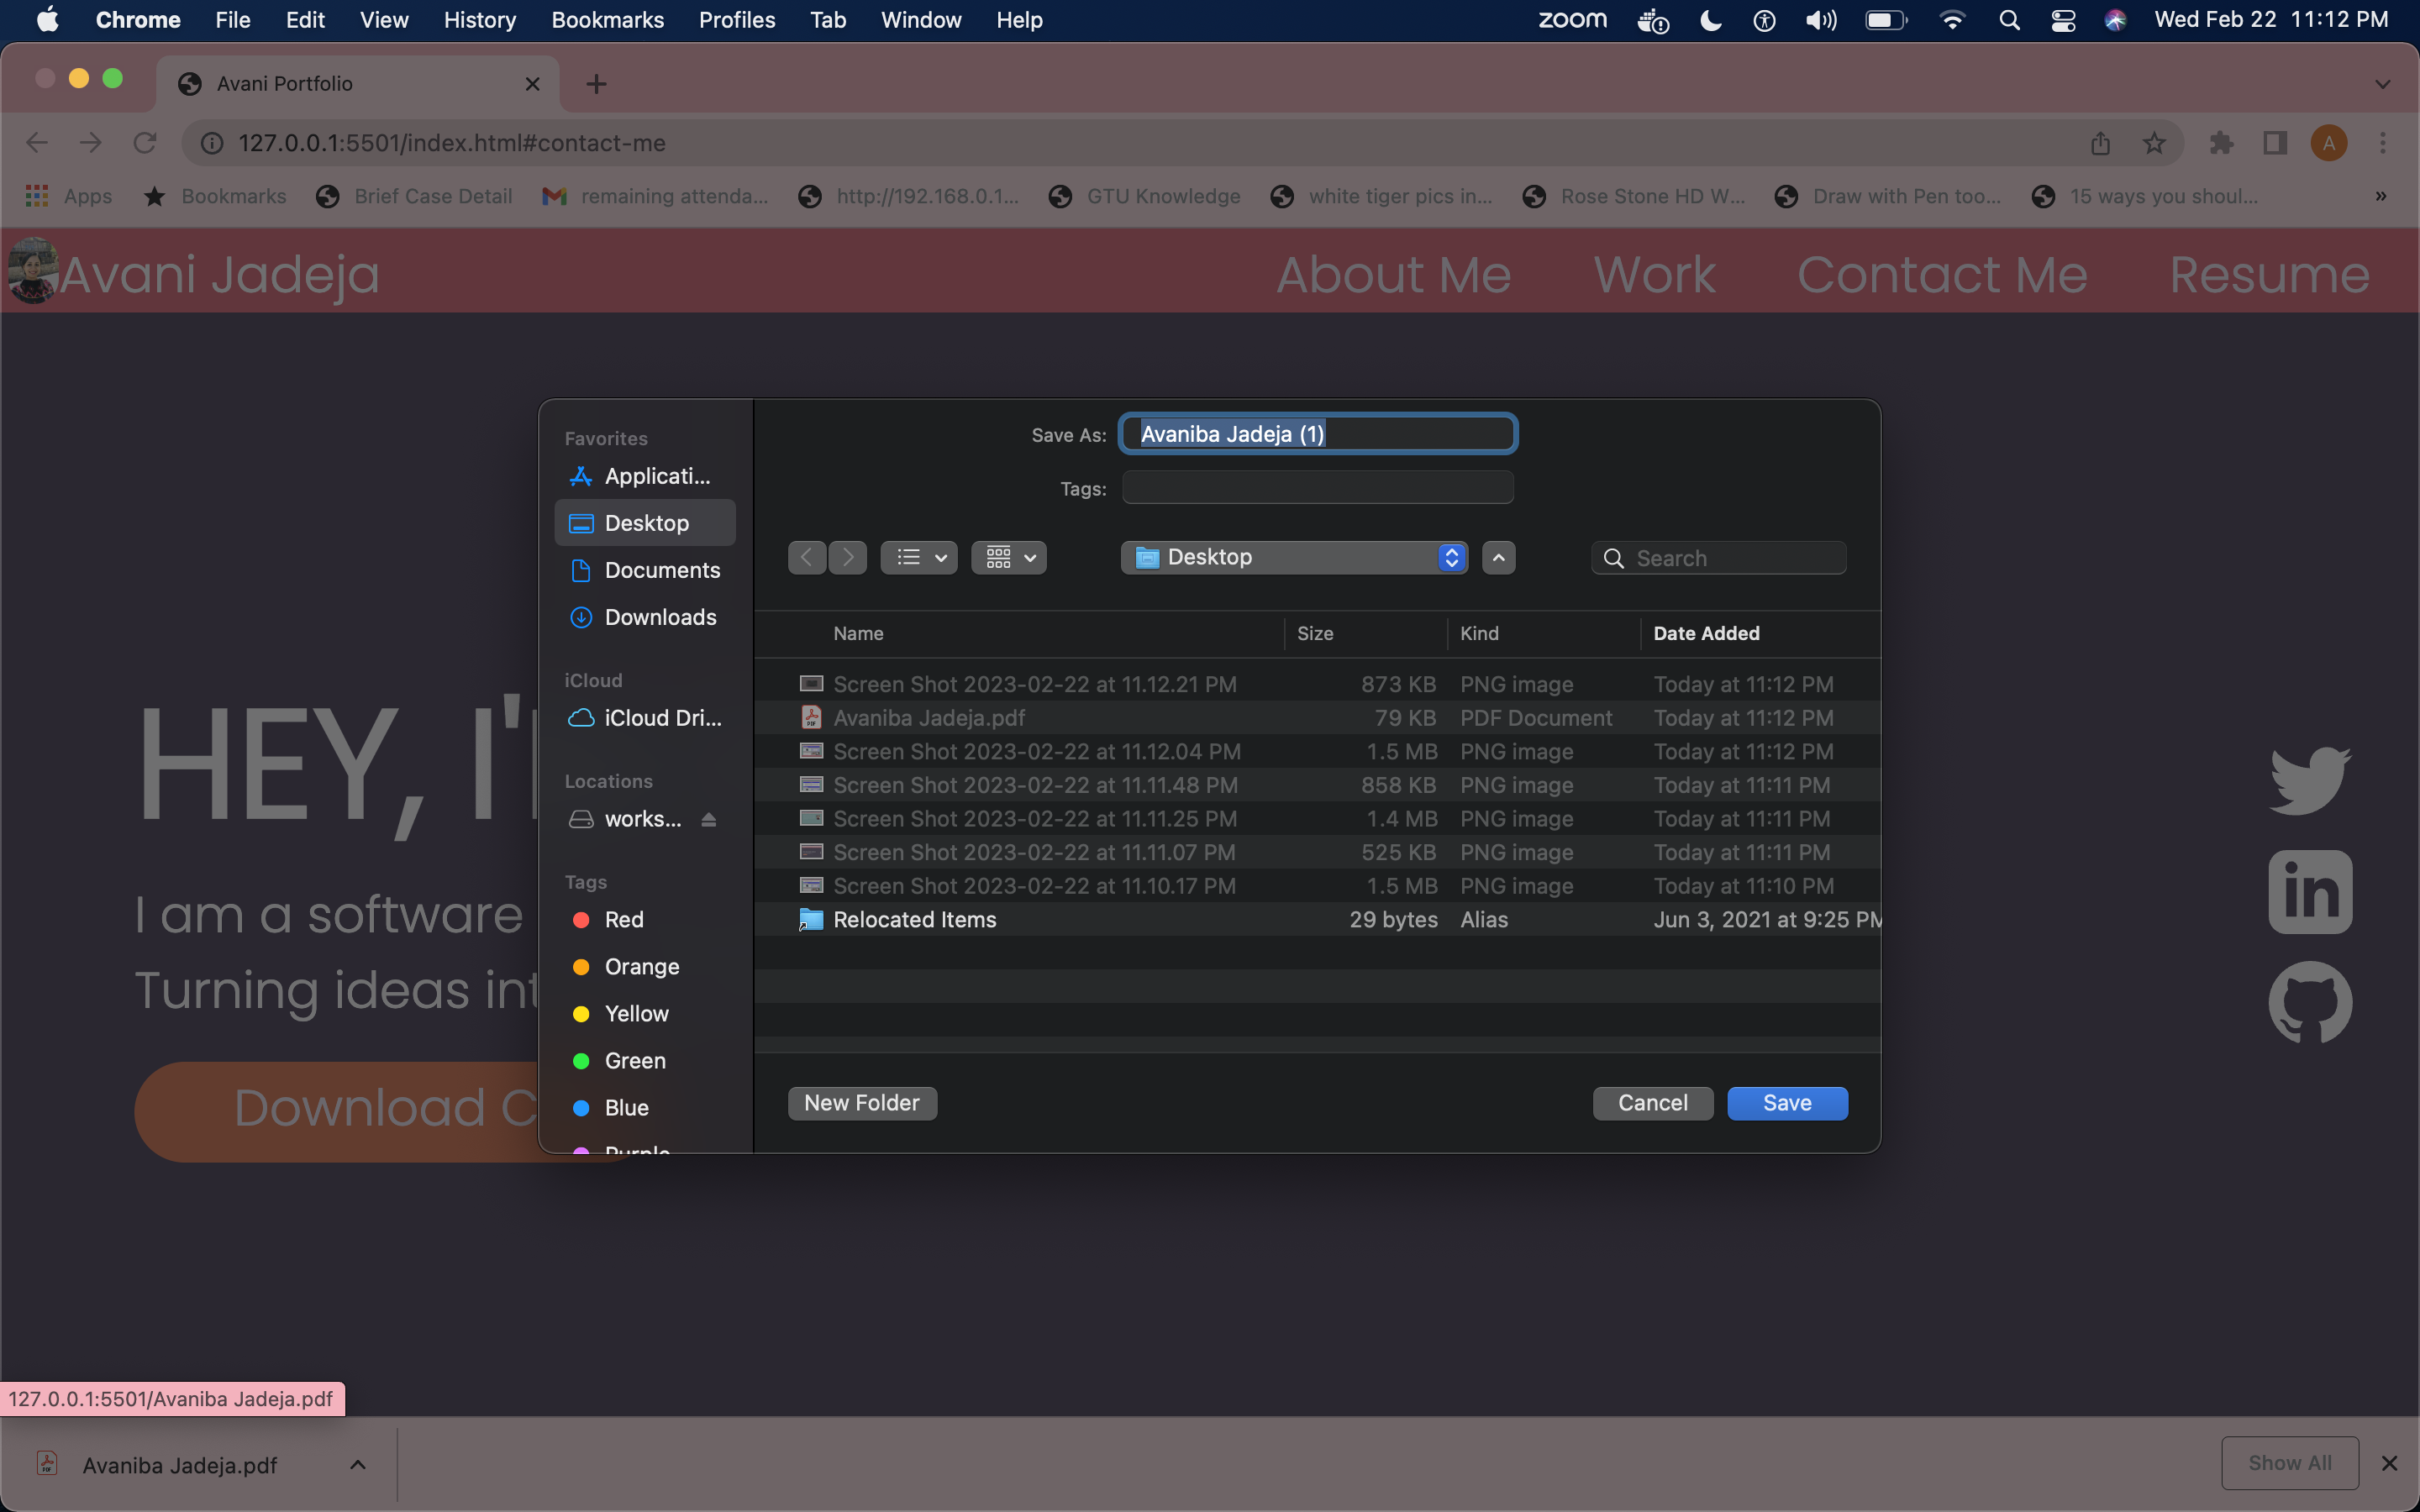 Chrome File Edit View History Bookmarks Profiles Tab Window Help zoom Wed Feb 22 11:12 PM
Avani Portfolio
127.0.0.1:5501/index.html#contact-me A
Apps Bookmarks Brief Case Detail remaining attenda... http://192.168.0.1... GTU Knowledge white tiger pics in... Rose Stone HD W... Draw with Pen too... 15 ways you shoul... »
Avani Jadeja About Me Work Contact Me Resume
Favorites
Applicati...
Desktop
Documents
Downloads
iCloud
iCloud Dri...
Locations
works...
Tags
Red
Orange
Yellow
Green
Blue
Purple
Save As: Avaniba Jadeja (1)
Tags:
Desktop Search
Name Size Kind Date Added
Screen Shot 2023-02-22 at 11.12.21 PM 873 KB PNG image Today at 11:12 PM
Avaniba Jadeja.pdf 79 KB PDF Document Today at 11:12 PM
Screen Shot 2023-02-22 at 11.12.04 PM 1.5 MB PNG image Today at 11:12 PM
Screen Shot 2023-02-22 at 11.11.48 PM 858 KB PNG image Today at 11:11 PM
Screen Shot 2023-02-22 at 11.11.25 PM 1.4 MB PNG image Today at 11:11 PM
Screen Shot 2023-02-22 at 11.11.07 PM 525 KB PNG image Today at 11:11 PM
Screen Shot 2023-02-22 at 11.10.17 PM 1.5 MB PNG image Today at 11:10 PM
Relocated Items 29 bytes Alias Jun 3, 2021 at 9:25 PM
New Folder Cancel Save
HEY, I'
I am a software
Turning ideas int
Download C
in
127.0.0.1:5501/Avaniba Jadeja.pdf
Avaniba Jadeja.pdf Show All